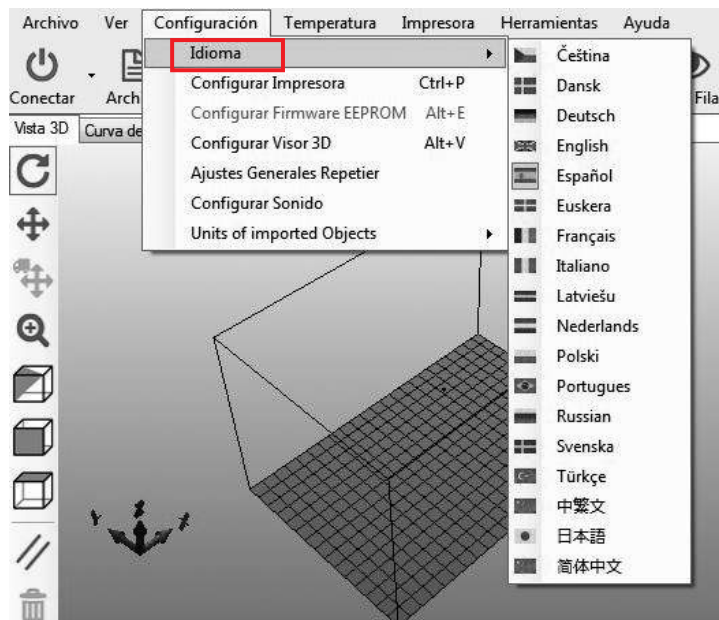 Archivo Ver Configuración Temperatura Impresora Herramientas Ayuda
Conectar Arch Fila
Vista 3D Curva de
Idioma
Configurar Impresora Ctrl+P
Configurar Firmware EEPROM Alt+E
Configurar Visor 3D Alt+V
Ajustes Generales Repetier
Configurar Sonido
Units of imported Objects
Čeština
Dansk
Deutsch
English
Español
Euskera
Français
Italiano
Latviešu
Nederlands
Polski
Portugues
Russian
Svenska
Türkçe
中繁文
日本語
简体中文